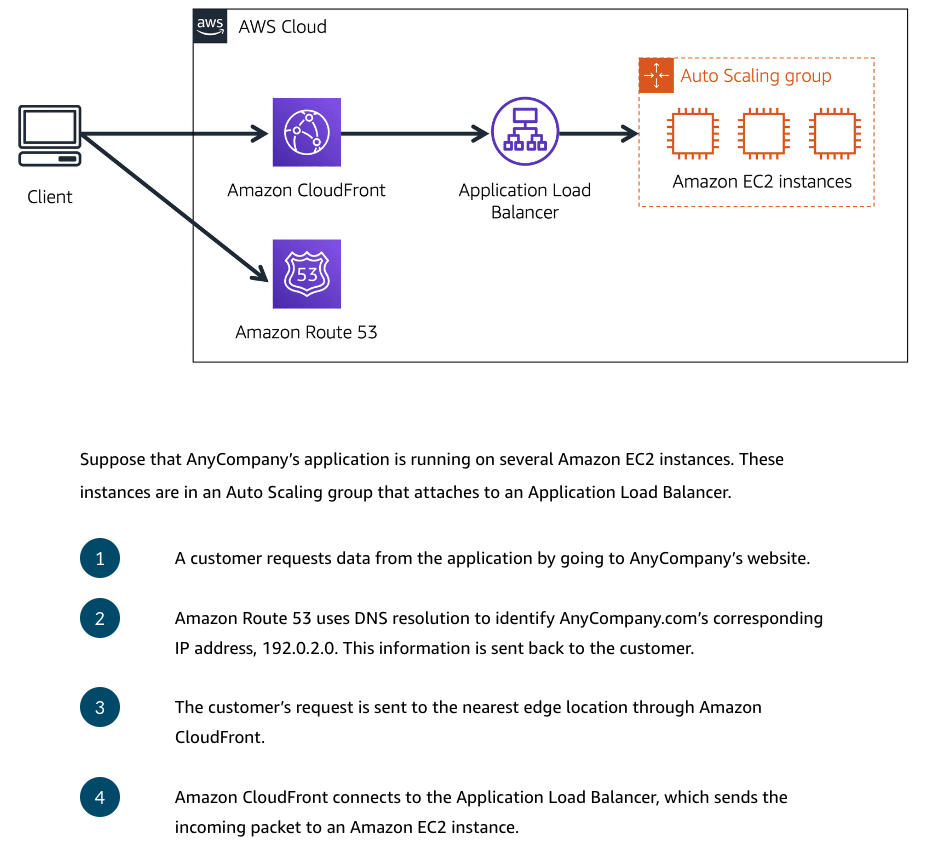 aws
AWS Cloud
Auto Scaling group
Client
Amazon CloudFront
Application Load
Balancer
Amazon EC2 instances
53
Amazon Route 53
Suppose that AnyCompany’s application is running on several Amazon EC2 instances. These
instances are in an Auto Scaling group that attaches to an Application Load Balancer.
1
A customer requests data from the application by going to AnyCompany’s website.
2
Amazon Route 53 uses DNS resolution to identify AnyCompany.com’s corresponding
IP address, 192.0.2.0. This information is sent back to the customer.
3
The customer’s request is sent to the nearest edge location through Amazon
CloudFront.
4
Amazon CloudFront connects to the Application Load Balancer, which sends the
incoming packet to an Amazon EC2 instance.